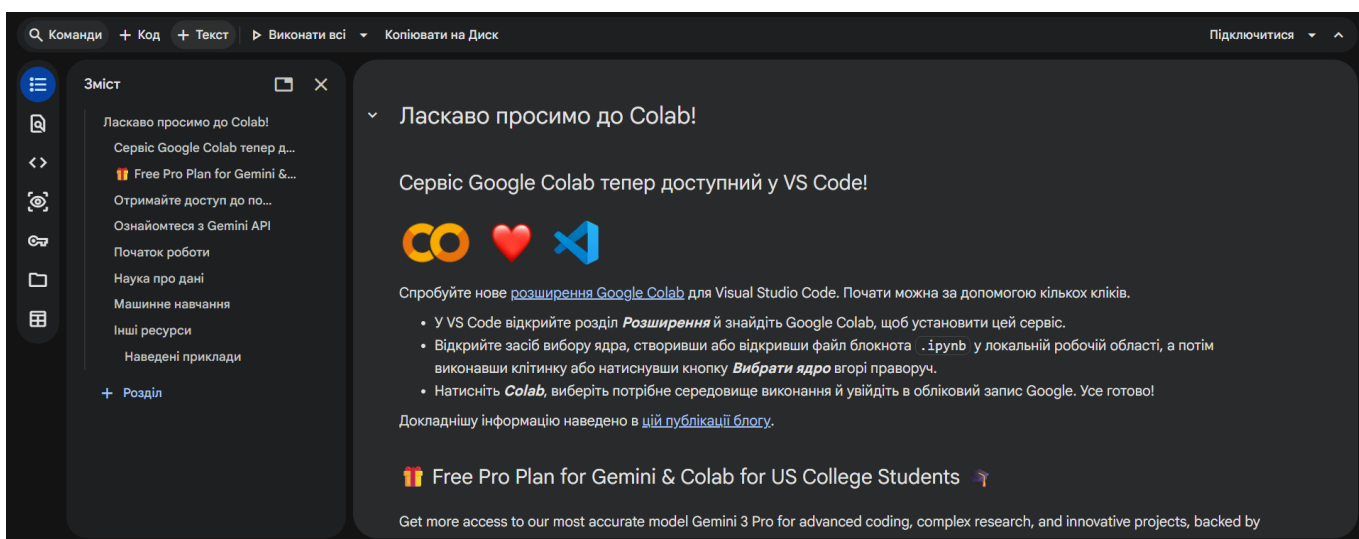 Команди + Код + Текст Виконати всі Копіювати на Диск Підключитися
Зміст
Ласкаво просимо до Colab!
Сервіс Google Colab тепер д...
🎁 Free Pro Plan for Gemini &...
Отримайте доступ до по...
Ознайомтеся з Gemini API
Початок роботи
Наука про дані
Машинне навчання
Інші ресурси
Наведені приклади
+ Розділ
Ласкаво просимо до Colab!
Сервіс Google Colab тепер доступний у VS Code!
Спробуйте нове розширення Google Colab для Visual Studio Code. Почати можна за допомогою кількох кліків.
• У VS Code відкрийте розділ Розширення й знайдіть Google Colab, щоб установити цей сервіс.
• Відкрийте засіб вибору ядра, створивши або відкривши файл блокнота .ipynb у локальній робочій області, а потім
виконавши клітинку або натиснувши кнопку Вибрати ядро вгорі праворуч.
• Натисніть Colab, виберіть потрібне середовище виконання й увійдіть в обліковий запис Google. Усе готово!
Докладнішу інформацію наведено в цій публікації блогу.
🎁 Free Pro Plan for Gemini & Colab for US College Students 🎓
Get more access to our most accurate model Gemini 3 Pro for advanced coding, complex research, and innovative projects, backed by